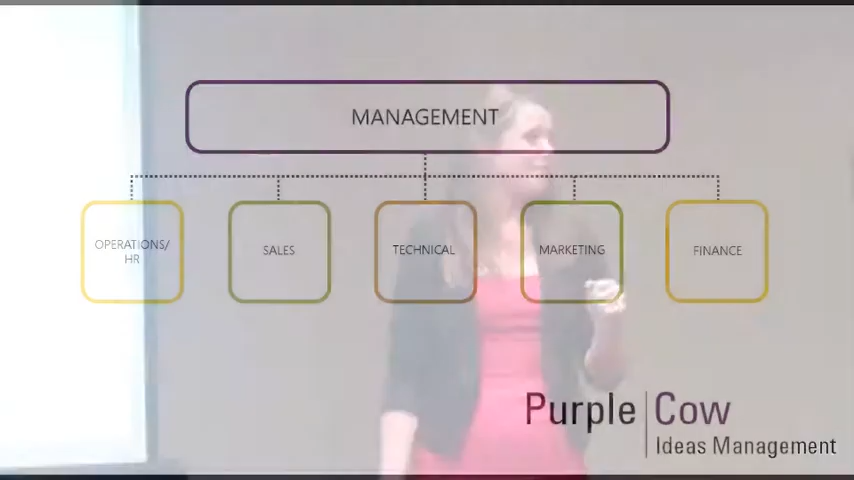 MANAGEMENT
OPERATIONS/
HR
SALES
TECHNICAL
MARKETING
FINANCE
Purple Cow
Ideas Management